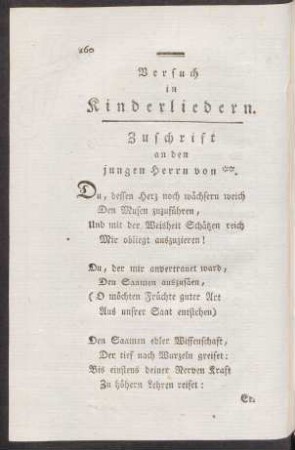 260
Versuch
in
Kinderliedern.
Zuschrift
an den
jungen Herrn von
Du, dessen Herz noch wächsern weich
Den Musen zuzuführen,
Und mit der Weisheit Schätzen reich
Mir obliegt auszuzieren!
Du, der mir anvertrauet ward,
Den Saamen auszusäen,
(O möchten Früchte guter Art
Aus unsrer Saat entstehen)
Den Saamen edler Wissenschaft,
Der tief nach Wurzeln greifet:
Bis einstens deiner Nerven Kraft
Zu höhern Lehren reifet:
Er.